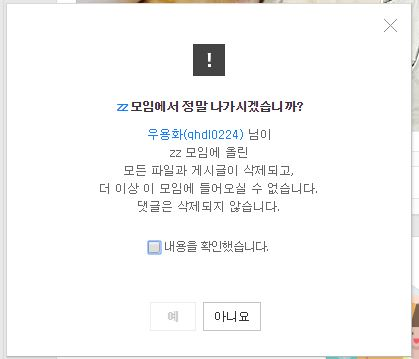 !
zz 모임에서 정말 나가시겠습니까?
우용화(qhdl0224) 님이
zz 모임에 올린
모든 파일과 게시글이 삭제되고,
더 이상 이 모임에 들어오실 수 없습니다.
댓글은 삭제되지 않습니다.
내용을 확인했습니다.
예 아니요